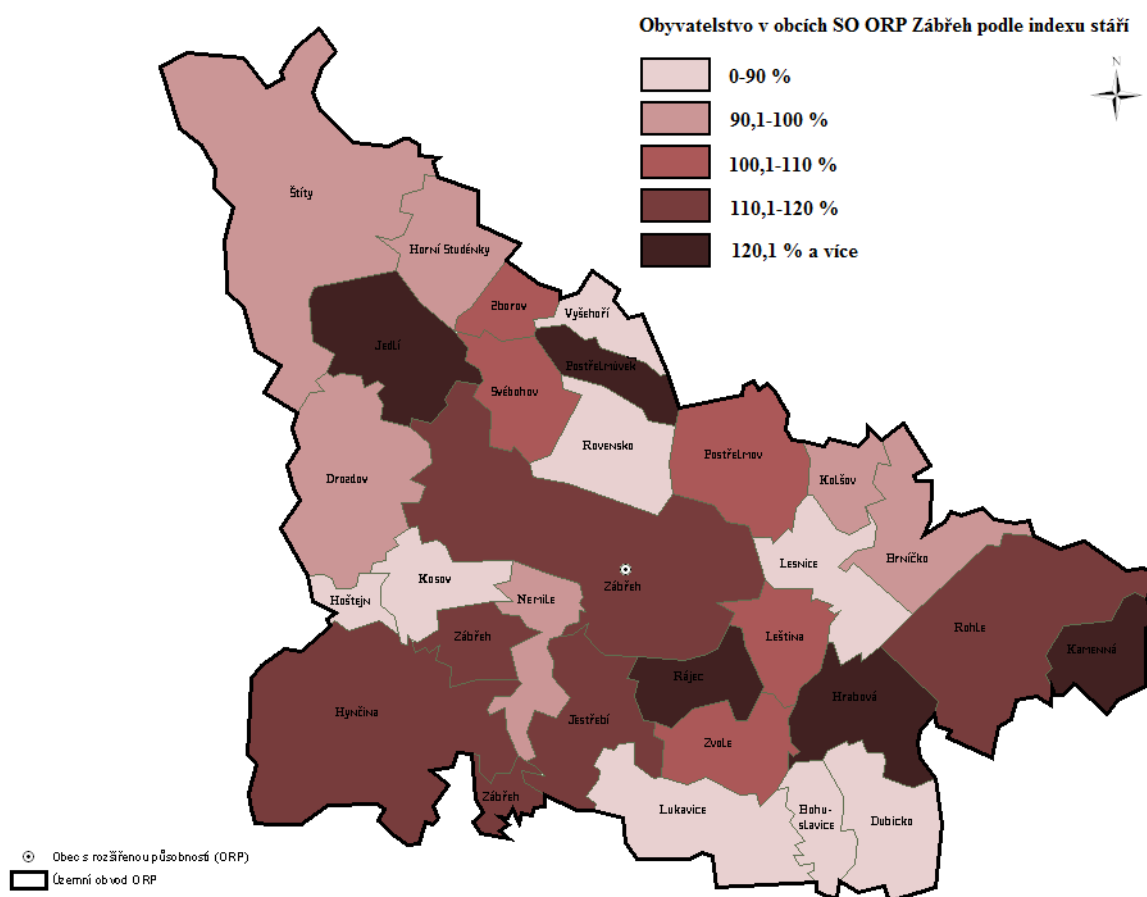 Obyvatelstvo v obcích SO ORP Zábřeh podle indexu stáří
0-90 %
90,1-100 %
100,1-110 %
110,1-120 %
120,1 % a více
N
Štíty
Horní Studénky
Zborov
Vyšehoří
Jedlí
Postřelmůvek
Svébohov
Rovensko
Postřelmov
Drozdov
Kolšov
Lesnice
Brníčko
Kosov
Hoštejn
Nemile
Zábřeh
Zábřeh
Leština
Rohle
Kamenná
Rájec
Hrabová
Hynčina
Jestřebí
Zvole
Zábřeh
Lukavice
Bohu-
slavice
Dubicko
Obec s rozšířenou působností (ORP)
Územní obvod ORP